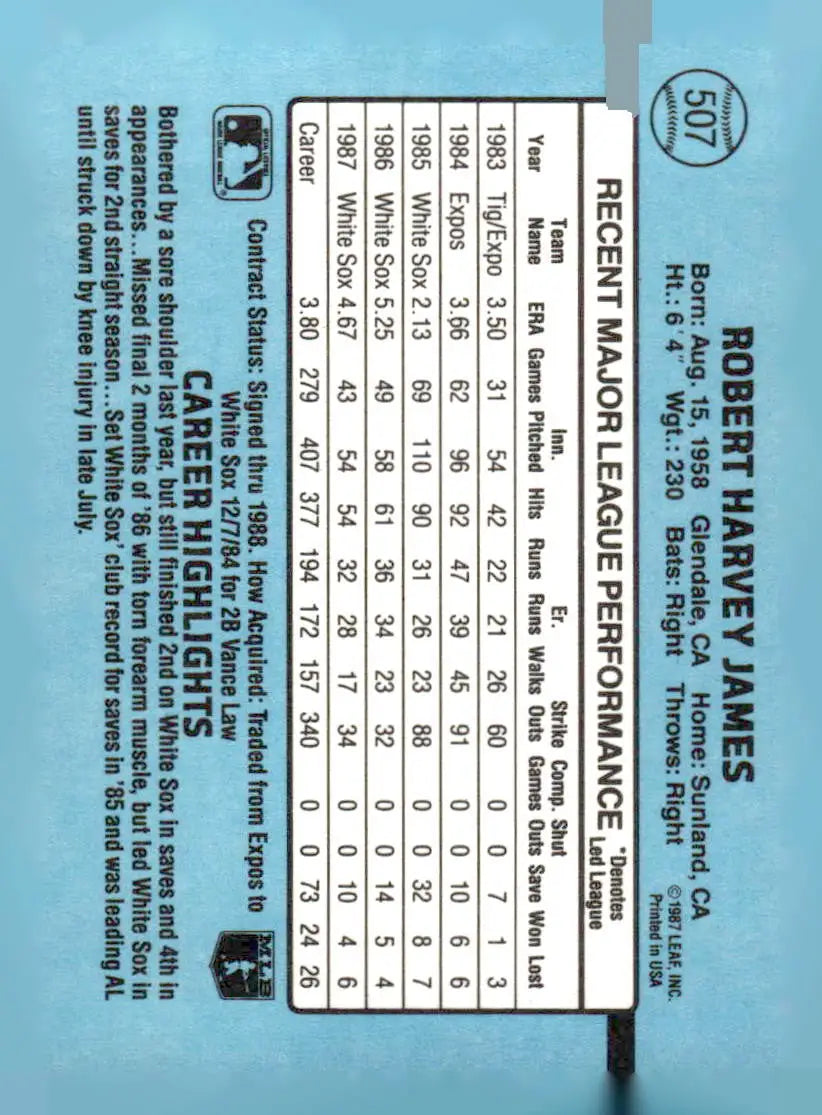 507
ROBERT HARVEY JAMES
Born: Aug. 15, 1958 Glendale, CA Home: Sunland, CA
Ht.: 6'4" Wgt.: 230 Bats: Right Throws: Right
©1987 LEAF, INC.
Printed in USA
RECENT MAJOR LEAGUE PERFORMANCE *Denotes
Led League
Team Inn. Er. Strike Comp. Shut
Year Name ERA Games Pitched Hits Runs Runs Walks Outs Games Outs Save Won Lost
1983 Tig/Expo 3.50 31 54 42 22 21 26 60 0 0 7 1 3
1984 Expos 3.66 62 96 92 47 39 45 91 0 0 10 6 6
1985 White Sox 2.13 69 110 90 31 26 23 88 0 0 32 8 7
1986 White Sox 5.25 49 58 61 36 34 23 32 0 0 14 5 4
1987 White Sox 4.67 43 54 54 32 28 17 34 0 0 10 4 6
Career 3.80 279 407 377 194 172 157 340 0 0 73 24 26
Contract Status: Signed thru 1988. How Acquired: Traded from Expos to
White Sox 12/7/84 for 2B Vance Law
MLB
CAREER HIGHLIGHTS
Bothered by a sore shoulder last year, but still finished 2nd on White Sox in saves and 4th in
appearances...Missed final 2 months of '86 with torn forearm muscle, but led White Sox in
saves for 2nd straight season...Set White Sox' club record for saves in '85 and was leading AL
until struck down by knee injury in late July.